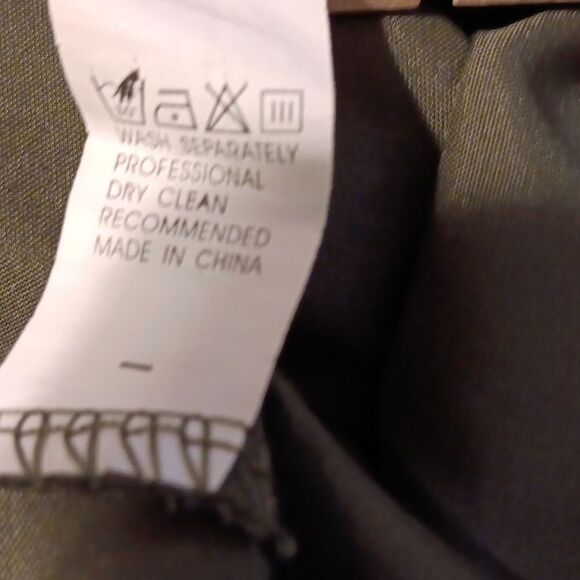 WASH SEPARATELY
PROFESSIONAL
DRY CLEAN
RECOMMENDED
MADE IN CHINA